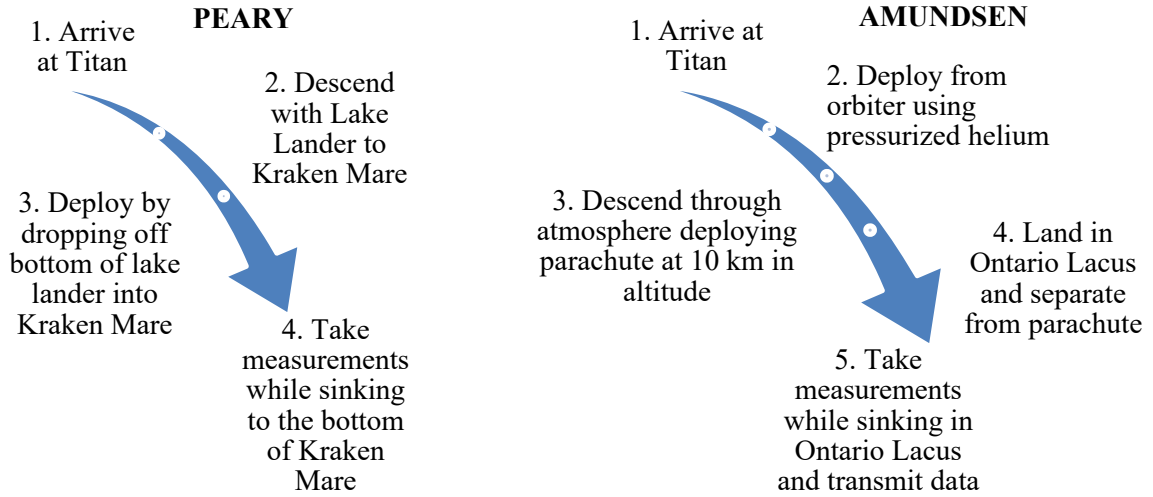 PEARY
1. Arrive
at Titan
2. Descend
with Lake
Lander to
Kraken Mare
3. Deploy by
dropping off
bottom of lake
lander into
Kraken Mare
4. Take
measurements
while sinking
to the bottom
of Kraken
Mare
AMUNDSEN
1. Arrive at
Titan
2. Deploy from
orbiter using
pressurized helium
3. Descend through
atmosphere deploying
parachute at 10 km in
altitude
4. Land in
Ontario Lacus
and separate
from parachute
5. Take
measurements
while sinking in
Ontario Lacus
and transmit data